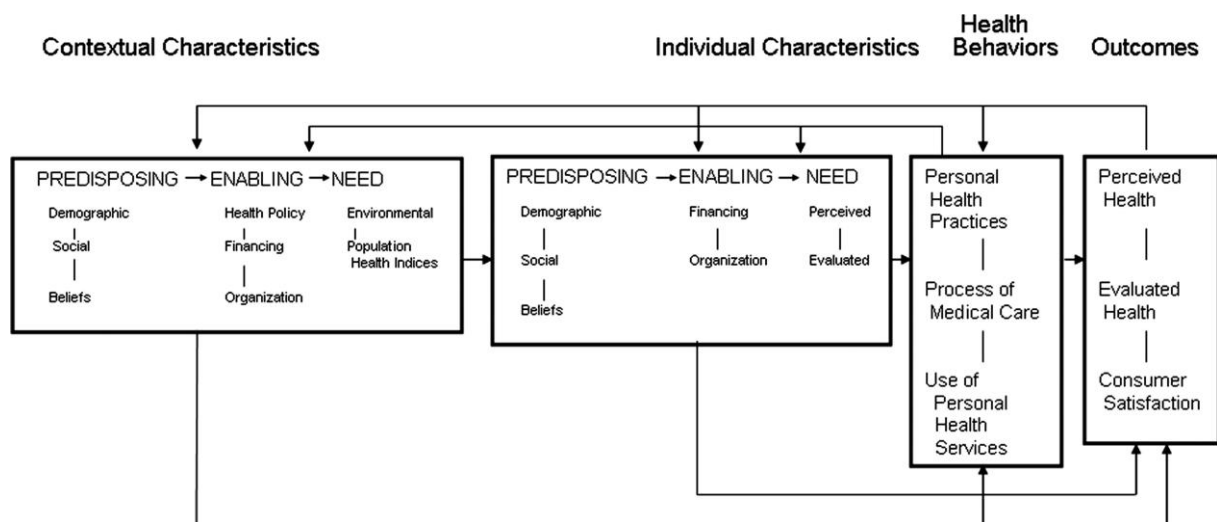 Contextual Characteristics
Individual Characteristics
Health
Behaviors
Outcomes
PREDISPOSING
ENABLING
NEED
Demographic
Social
Beliefs
Health Policy
Financing
Organization
Environmental
Population
Health Indices
PREDISPOSING
ENABLING
NEED
Demographic
Social
Beliefs
Financing
Organization
Perceived
Evaluated
Personal
Health
Practices
Process of
Medical Care
Use of
Personal
Health
Services
Perceived
Health
Evaluated
Health
Consumer
Satisfaction